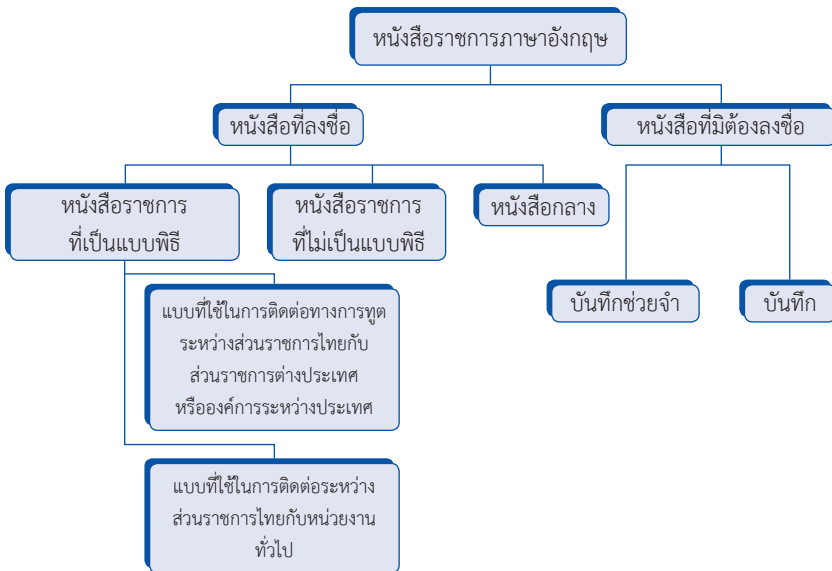 หนังสือราชการภาษาอังกฤษ
หนังสือที่ลงชื่อ
หนังสือที่มิต้องลงชื่อ
หนังสือราชการ
ที่เป็นแบบพิธี
หนังสือราชการ
ที่ไม่เป็นแบบพิธี
หนังสือกลาง
บันทึกช่วยจำ
บันทึก
แบบที่ใช้ในการติดต่อทางการทูต
ระหว่างส่วนราชการไทยกับ
ส่วนราชการต่างประเทศ
หรือองค์การระหว่างประเทศ
แบบที่ใช้ในการติดต่อระหว่าง
ส่วนราชการไทยกับหน่วยงาน
ทั่วไป